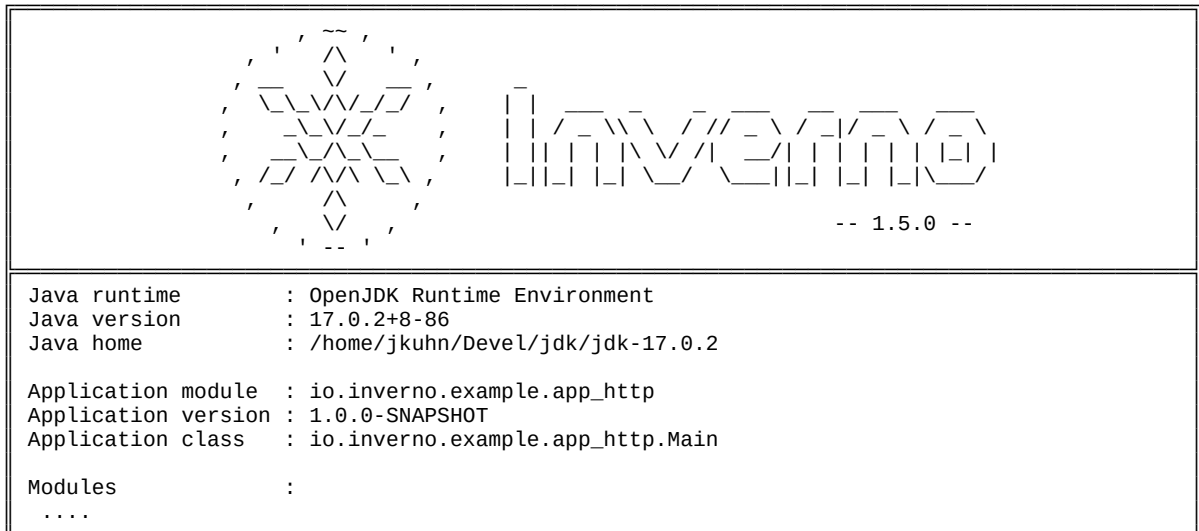 Inverno
-- 1.5.0 --
Java runtime : OpenJDK Runtime Environment
Java version : 17.0.2+8-86
Java home : /home/jkuhn/Devel/jdk/jdk-17.0.2
Application module : io.inverno.example.app_http
Application version : 1.0.0-SNAPSHOT
Application class : io.inverno.example.app_http.Main
Modules :
....